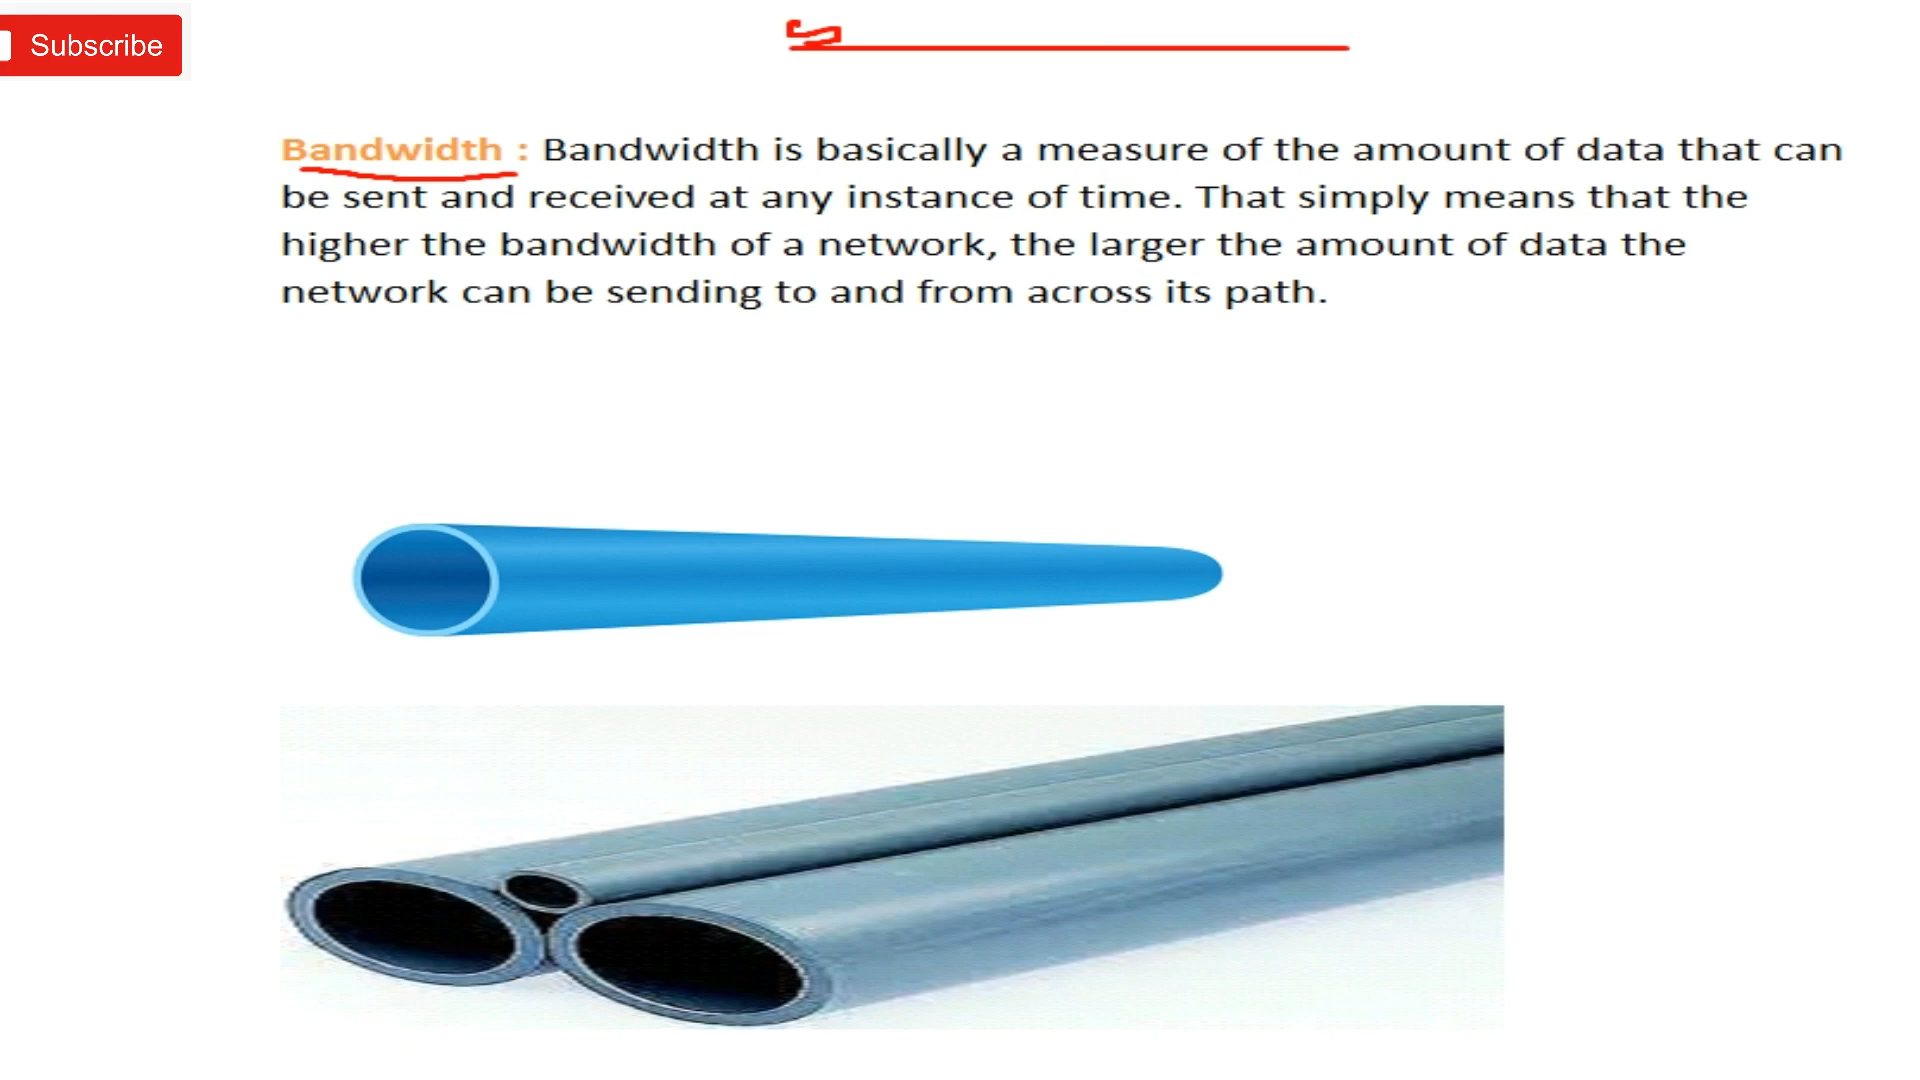 Subscribe
Bandwidth : Bandwidth is basically a measure of the amount of data that can
be sent and received at any instance of time. That simply means that the
higher the bandwidth of a network, the larger the amount of data the
network can be sending to and from across its path.